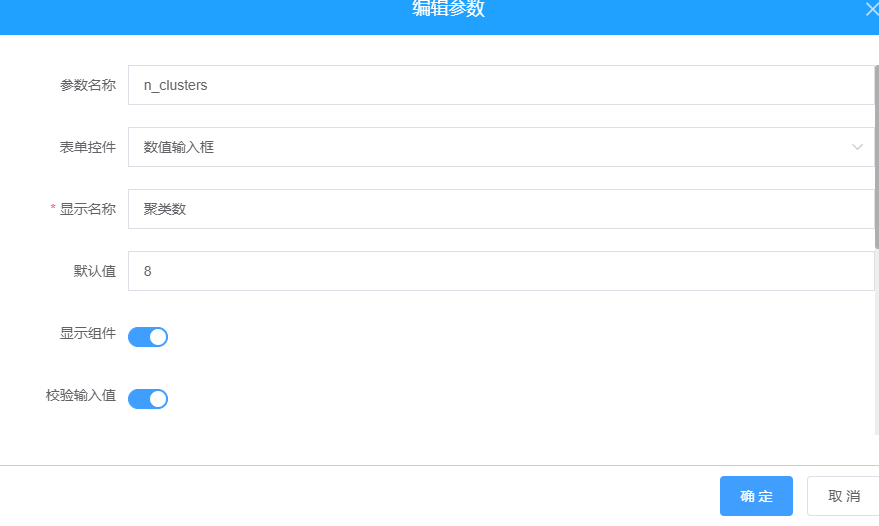 编辑参数
参数名称 n_clusters
表单控件 数值输入框
* 显示名称 聚类数
默认值 8
显示组件
校验输入值
确定 取消